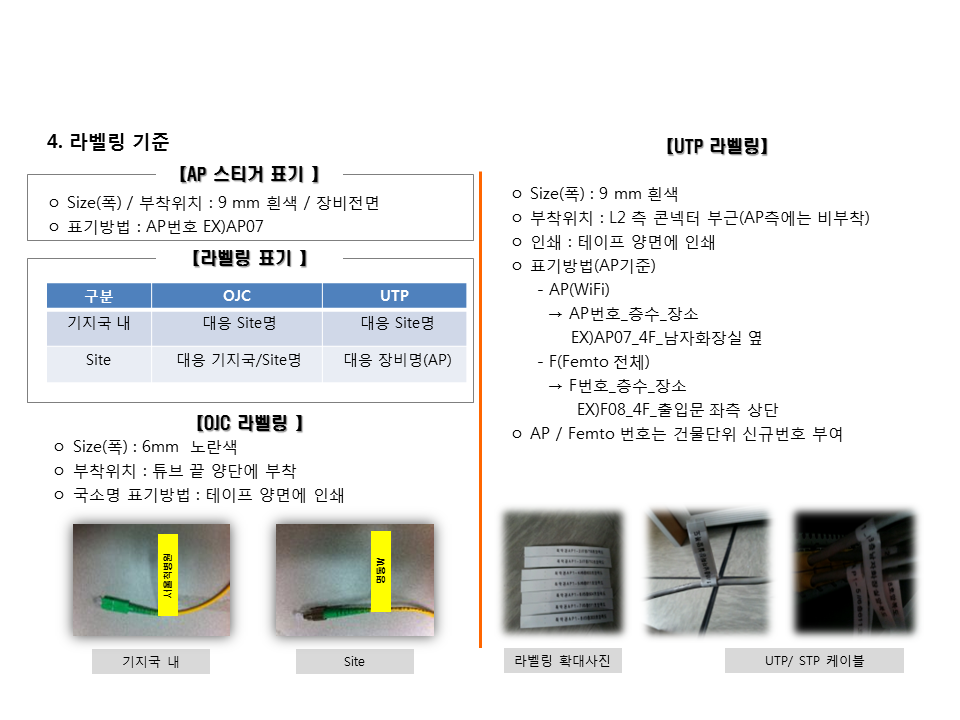 4. 라벨링 기준
[AP 스티거 표기 ]
ㅇ Size(폭) / 부착위치 : 9 mm 흰색 / 장비전면
ㅇ 표기방법 : AP번호 EX)AP07
[라벨링 표기 ]
구분 OJC UTP
기지국 내 대응 Site명 대응 Site명
Site 대응 기지국/Site명 대응 장비명(AP)
[OJC 라벨링 ]
ㅇ Size(폭) : 6mm 노란색
ㅇ 부착위치 : 튜브 끝 양단에 부착
ㅇ 국소명 표기방법 : 테이프 양면에 인쇄
서울적병원
명동W
기지국 내
Site
[UTP 라벨링]
ㅇ Size(폭) : 9 mm 흰색
ㅇ 부착위치 : L2 측 콘넥터 부근(AP측에는 비부착)
ㅇ 인쇄 : 테이프 양면에 인쇄
ㅇ 표기방법(AP기준)
- AP(WiFi)
→ AP번호_층수_장소
EX)AP07_4F_남자화장실 옆
- F(Femto 전체)
→ F번호_층수_장소
EX)F08_4F_출입문 좌측 상단
ㅇ AP / Femto 번호는 건물단위 신규번호 부여
라벨링 확대사진
UTP/ STP 케이블